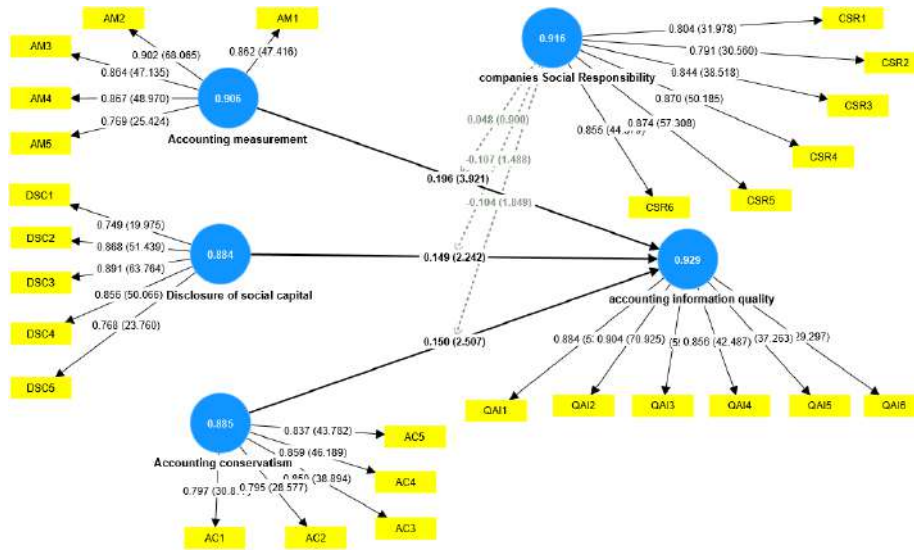 AM2
AM1
AM3
AM4
AM5
0.902 (68.065)
0.862 (47.416)
0.864 (47.135)
0.867 (48.970)
0.769 (25.424)
0.906
Accounting measurement
0.916
companies Social Responsibility
CSR1
CSR2
CSR3
CSR4
CSR5
CSR6
0.804 (31.978)
0.791 (30.560)
0.844 (38.518)
0.870 (50.185)
0.874 (57.308)
0.048 (0.900)
-0.107 (1.488)
-0.104 (1.849)
0.196 (3.921)
DSC1
DSC2
DSC3
DSC4
DSC5
0.749 (19.975)
0.868 (51.439)
0.891 (63.764)
0.856 (50.066)
0.768 (23.760)
0.884
Disclosure of social capital
0.149 (2.242)
0.929
accounting information quality
0.150 (2.507)
0.884
0.904 (70.925)
0.856 (42.487)
(37.263)
29.297)
QAI1
QAI2
QAI3
QAI4
QAI5
QAI6
0.885
Accounting conservatism
0.837 (43.782)
0.859 (46.189)
(38.894)
0.795 (28.577)
0.797
AC5
AC4
AC3
AC2
AC1